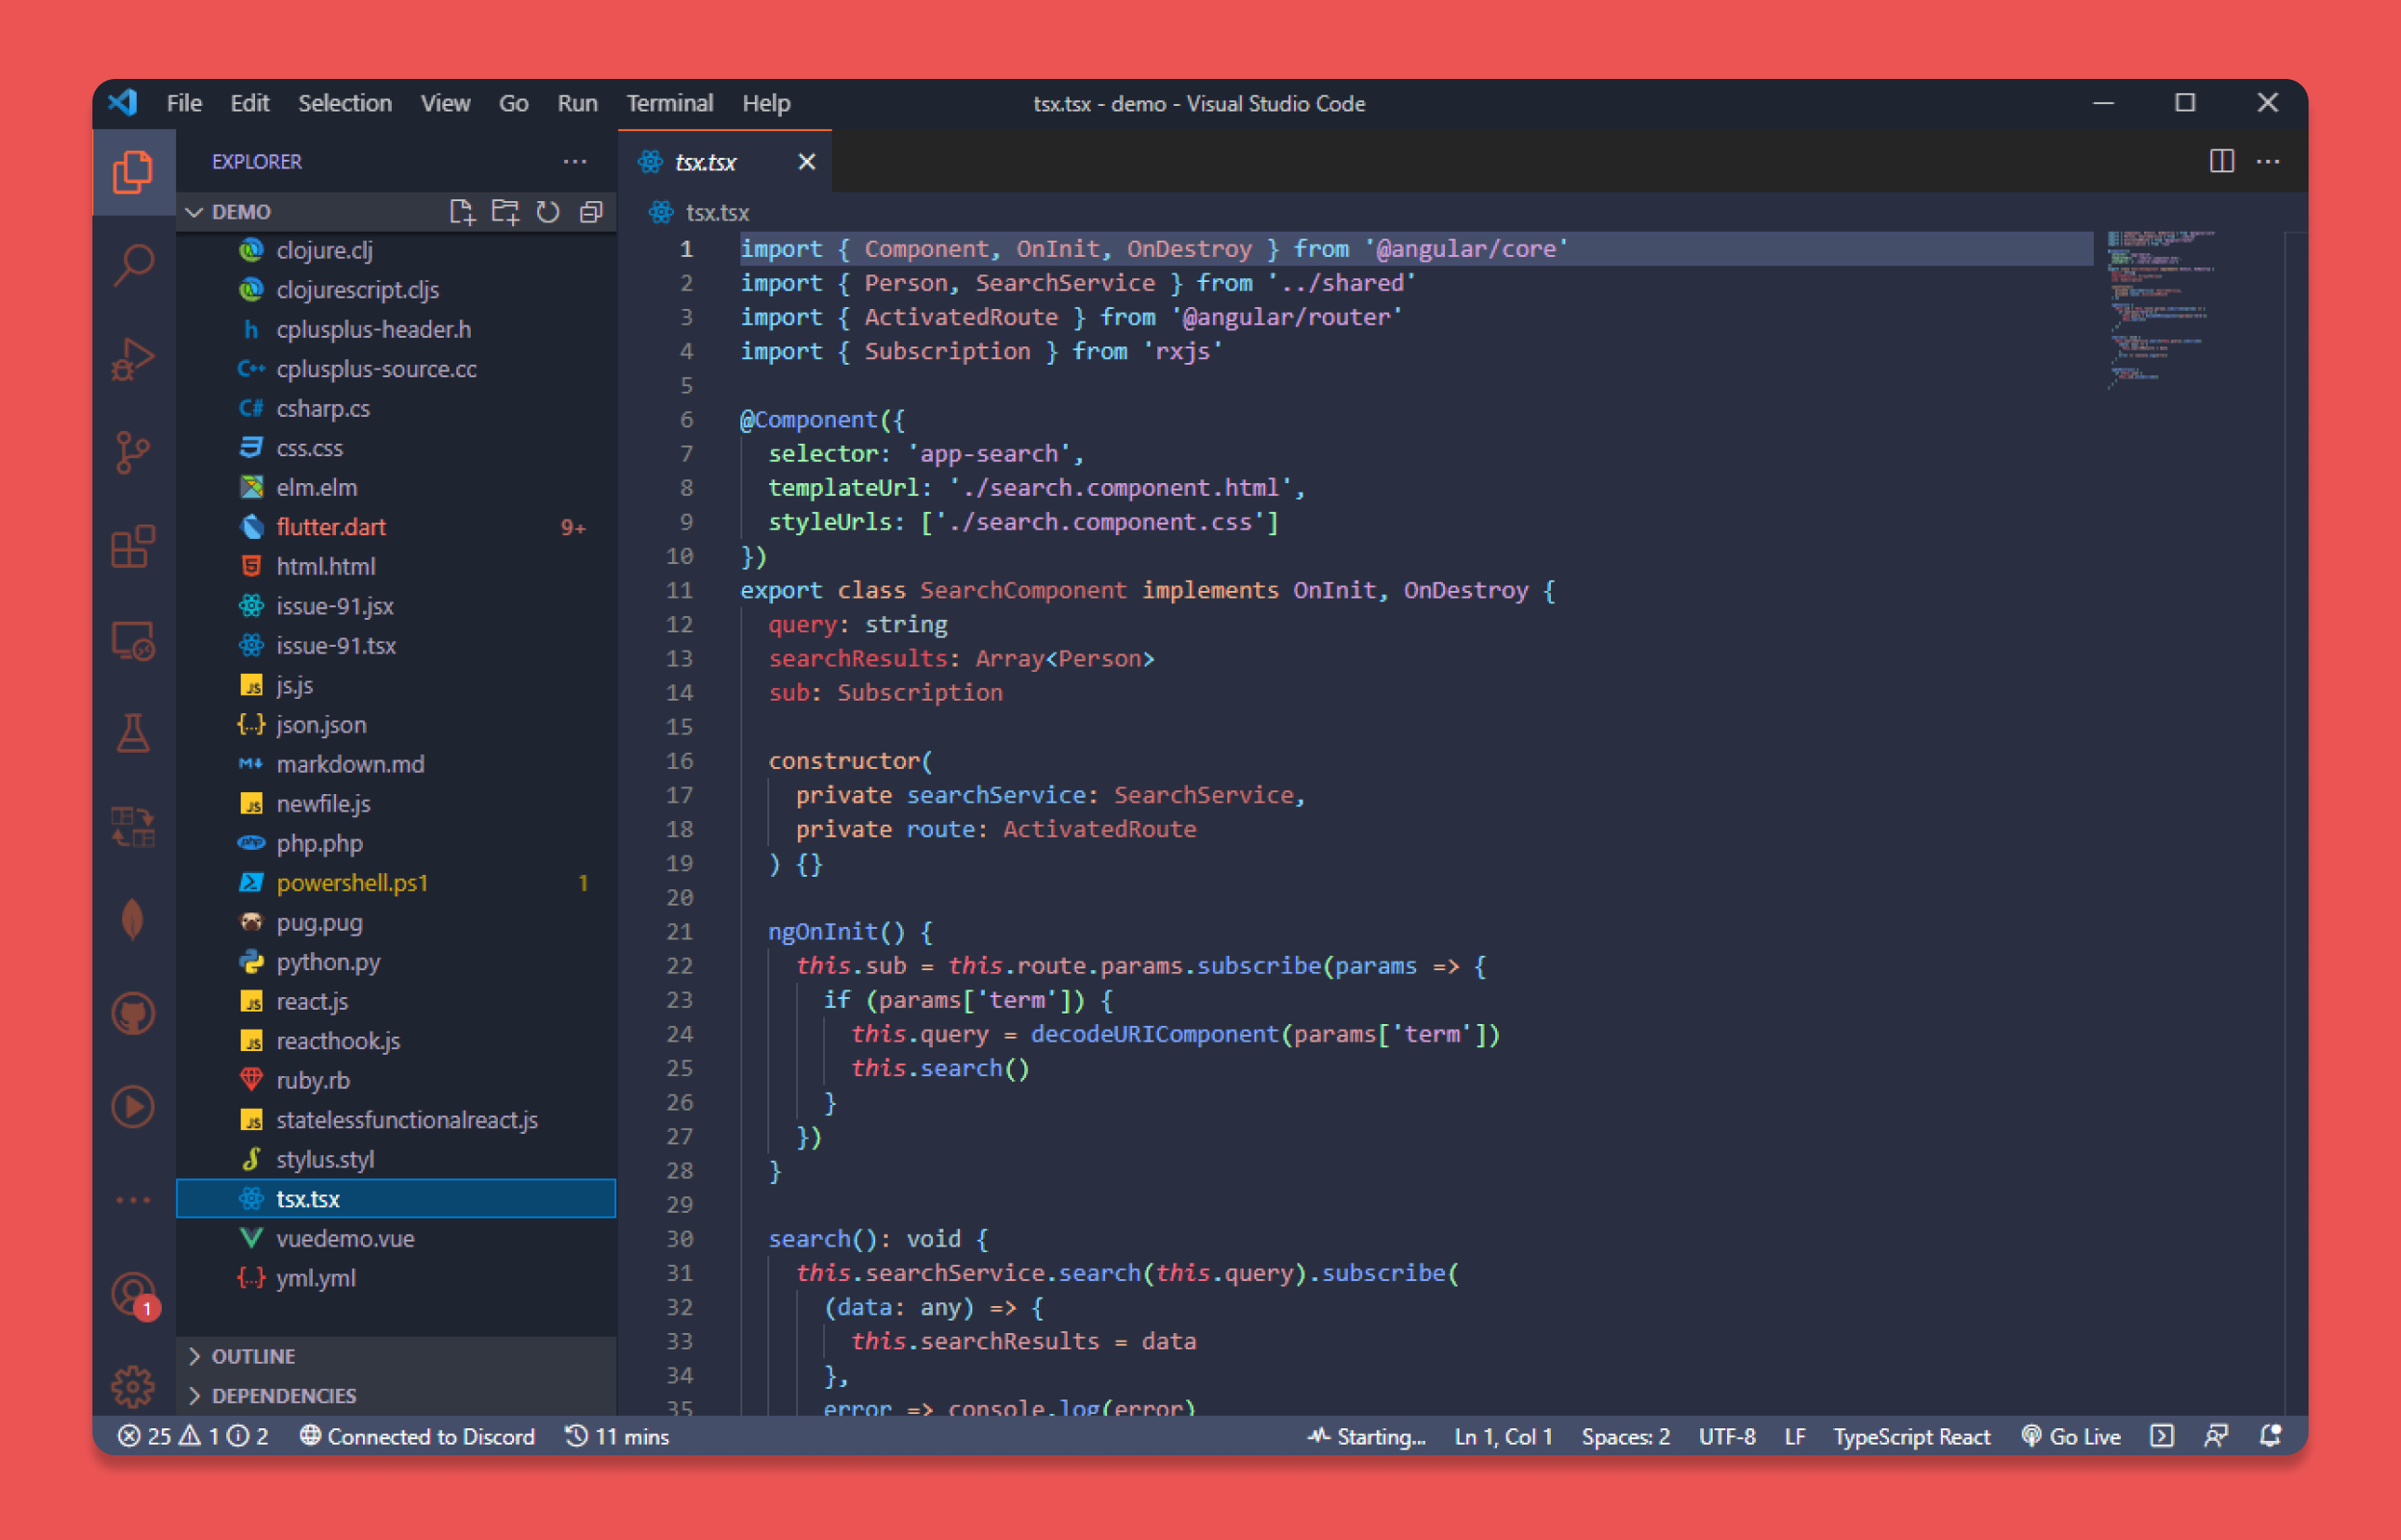 File Edit Selection View Go Run Terminal Help tsx.tsx - demo - Visual Studio Code
EXPLORER
DEMO
clojure.clj
clojurescript.cljs
h cplusplus-header.h
C++ cplusplus-source.cc
C# csharp.cs
css.css
elm.elm
flutter.dart 9+
html.html
issue-91.jsx
issue-91.tsx
JS js.js
{..} json.json
M↓ markdown.md
JS newfile.js
php php.php
powershell.ps1 1
pug.pug
python.py
JS react.js
JS reacthook.js
ruby.rb
JS statelessfunctionalreact.js
stylus.styl
tsx.tsx
vuedemo.vue
{..} yml.yml
OUTLINE
DEPENDENCIES
1
tsx.tsx
tsx.tsx
1 import { Component, OnInit, OnDestroy } from '@angular/core'
2 import { Person, SearchService } from '../shared'
3 import { ActivatedRoute } from '@angular/router'
4 import { Subscription } from 'rxjs'
5
6 @Component({
7 selector: 'app-search',
8 templateUrl: './search.component.html',
9 styleUrls: ['./search.component.css']
10 })
11 export class SearchComponent implements OnInit, OnDestroy {
12 query: string
13 searchResults: Array<Person>
14 sub: Subscription
15
16 constructor(
17 private searchService: SearchService,
18 private route: ActivatedRoute
19 ) {}
20
21 ngOnInit() {
22 this.sub = this.route.params.subscribe(params => {
23 if (params['term']) {
24 this.query = decodeURIComponent(params['term'])
25 this.search()
26 }
27 })
28 }
29
30 search(): void {
31 this.searchService.search(this.query).subscribe(
32 (data: any) => {
33 this.searchResults = data
34 },
35 error => console.log(error)
25 1 2 Connected to Discord 11 mins Starting... Ln 1, Col 1 Spaces: 2 UTF-8 LF TypeScript React Go Live